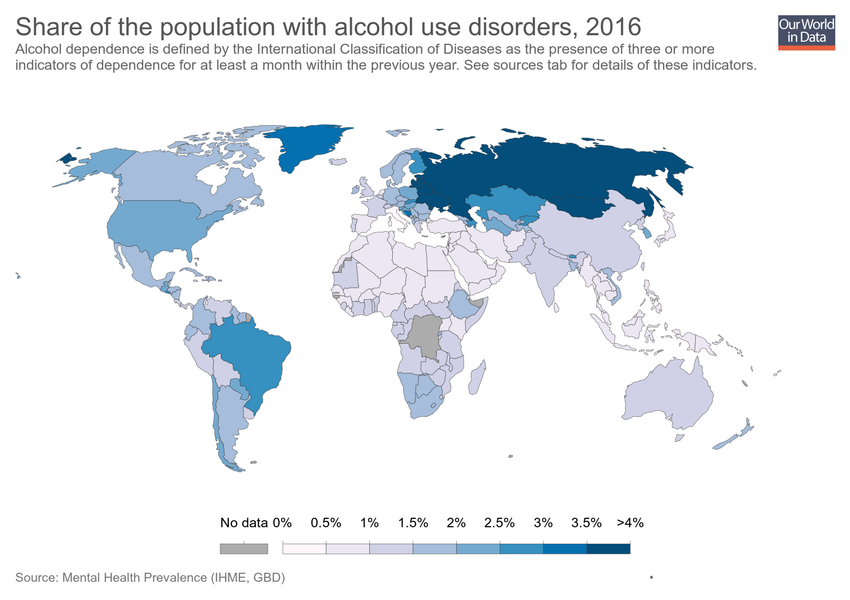 Share of the population with alcohol use disorders, 2016
Our World
in Data
Alcohol dependence is defined by the International Classification of Diseases as the presence of three or more
indicators of dependence for at least a month within the previous year. See sources tab for details of these indicators.
No data 0% 0.5% 1% 1.5% 2% 2.5% 3% 3.5% >4%
Source: Mental Health Prevalence (IHME, GBD)